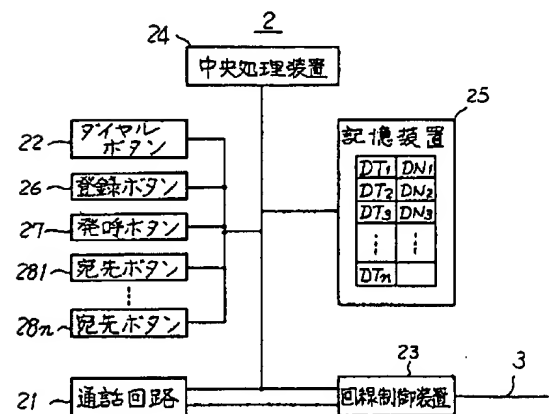 2
24
中央処理装置
25
記憶装置
DT1 DN1
DT2 DN2
DT3 DN3
DTn
22
ダイヤルボタン
26
登録ボタン
27
発呼ボタン
281
宛先ボタン
28n
宛先ボタン
21
通話回路
23
回線制御装置
3